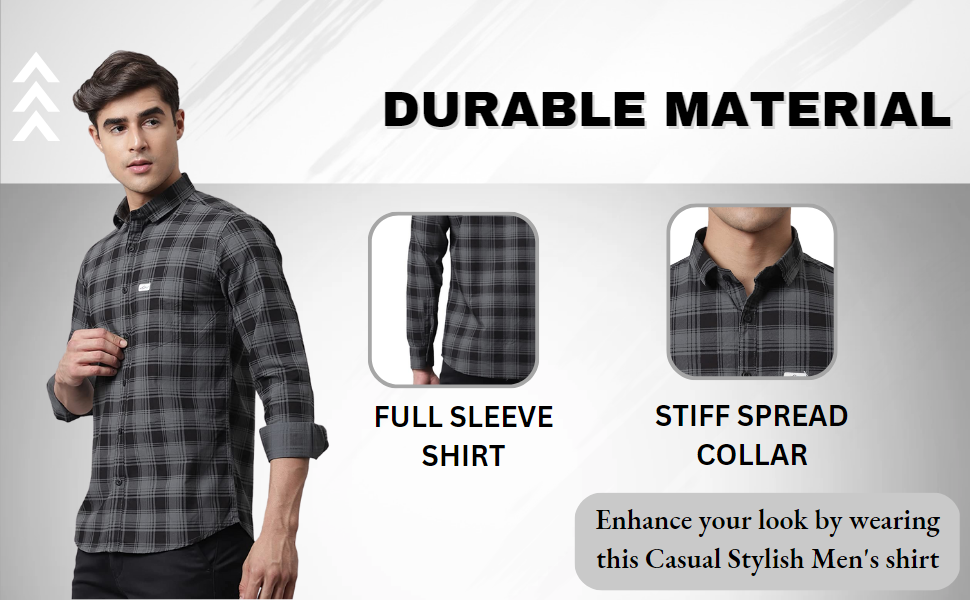 DURABLE MATERIAL
FULL SLEEVE
SHIRT
STIFF SPREAD
COLLAR
Enhance your look by wearing
this Casual Stylish Men's shirt